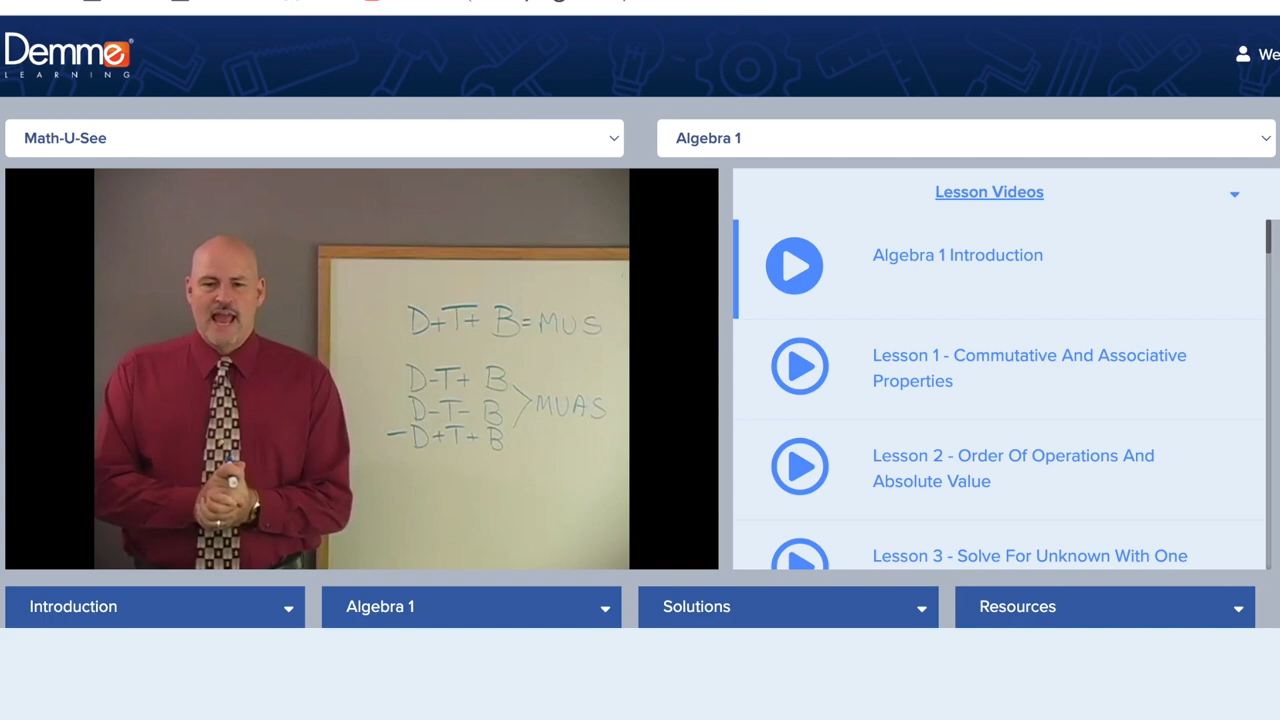 Demme
LEARNING
We
Math-U-See
Algebra 1
D+T+ B=MUS
D-T+ B
D-T- B >MUAS
-D+T+B
Lesson Videos
Algebra 1 Introduction
Lesson 1 - Commutative And Associative
Properties
Lesson 2 - Order Of Operations And
Absolute Value
Lesson 3 - Solve For Unknown With One
Introduction
Algebra 1
Solutions
Resources